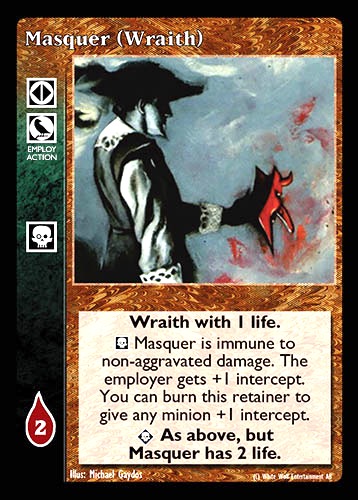 Masquer (Wraith)
EMPLOY
ACTION
Wraith with 1 life.
Masquer is immune to
non-aggravated damage. The
employer gets +1 intercept.
You can burn this retainer to
give any minion +1 intercept.
As above, but
Masquer has 2 life.
2
Illus: Michael Gaydos
(C) White Wolf Entertainment AB